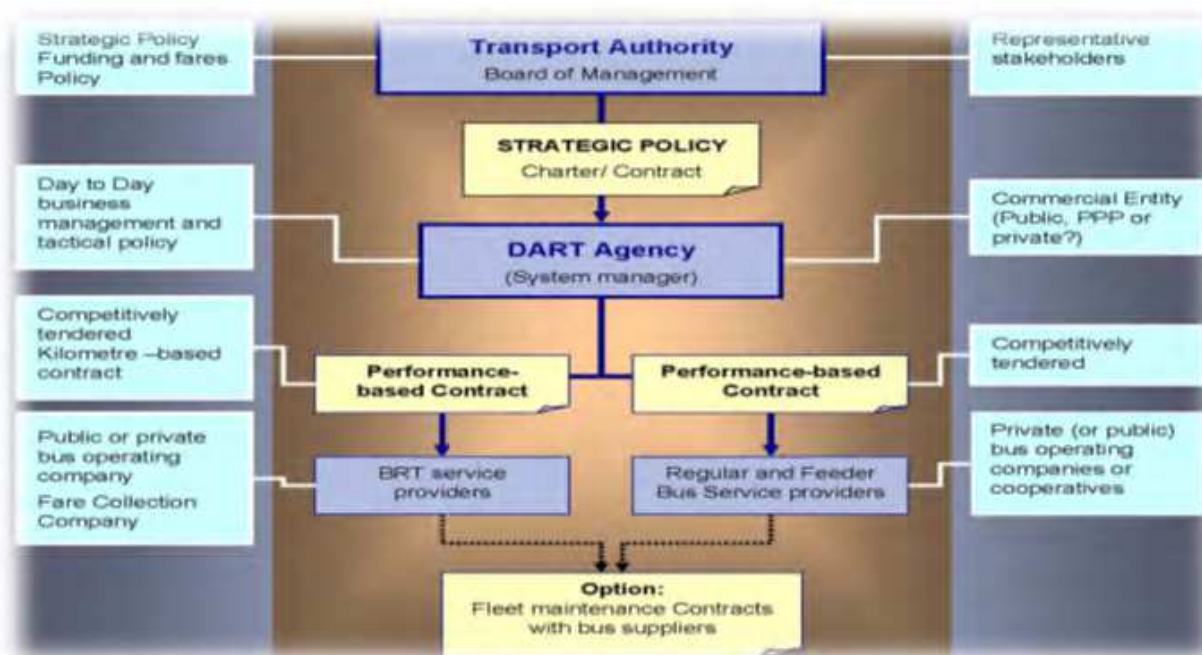 Strategic Policy
Funding and fares
Policy
Transport Authority
Board of Management
Representative
stakeholders
STRATEGIC POLICY
Charter/ Contract
Day to Day
business
management and
tactical policy
DART Agency
(System manager)
Commercial Entity
(Public, PPP or
private?)
Competitively
tendered
Kilometre –based
contract
Performance-
based Contract
Performance-based
Contract
Competitively
tendered
Public or private
bus operating
company
Fare Collection
Company
BRT service
providers
Regular and Feeder
Bus Service providers
Private (or public)
bus operating
companies or
cooperatives
Option:
Fleet maintenance Contracts
with bus suppliers